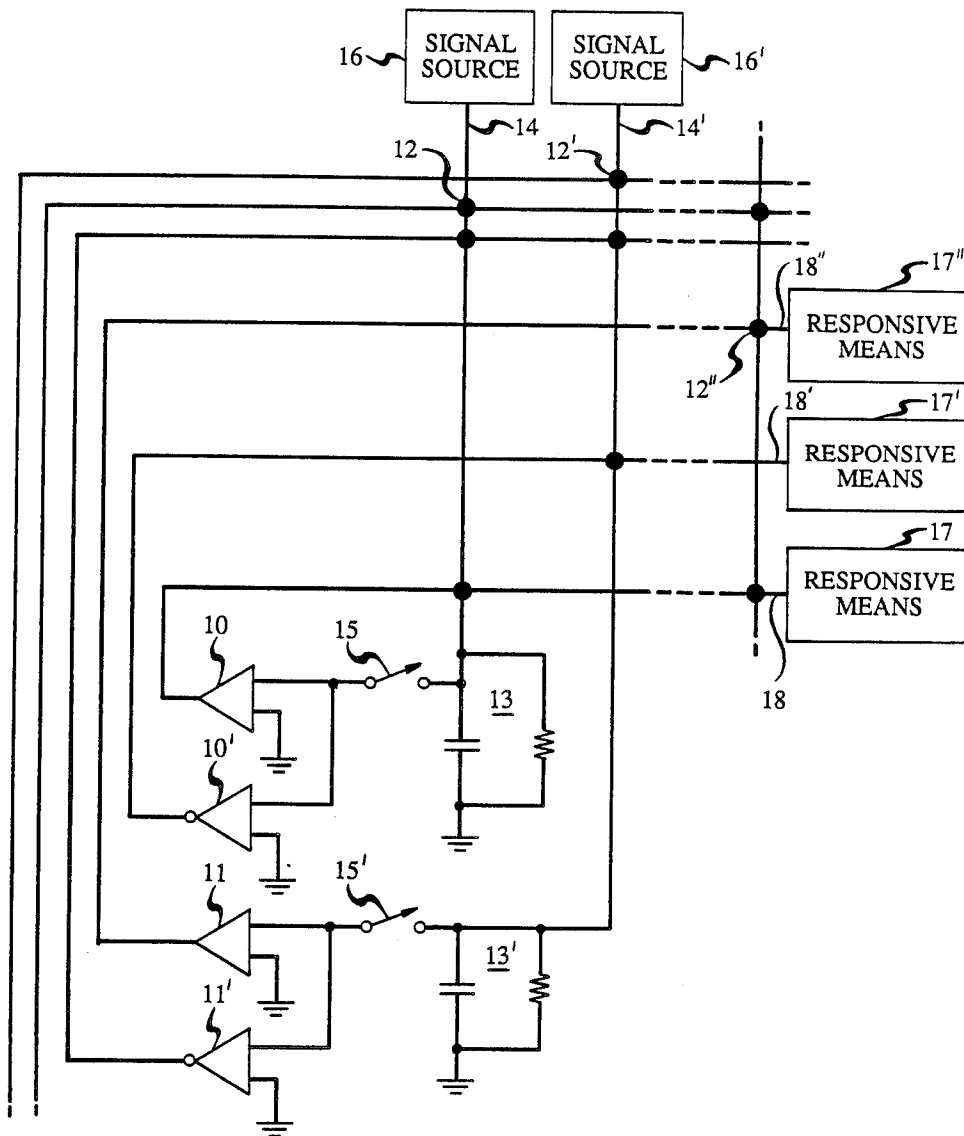 SIGNAL
SOURCE
16
SIGNAL
SOURCE
16'
14
14'
12
12'
18"
17"
RESPONSIVE
MEANS
12"
18'
17'
RESPONSIVE
MEANS
17
RESPONSIVE
MEANS
18
10
15
13
10'
11
15'
13'
11'